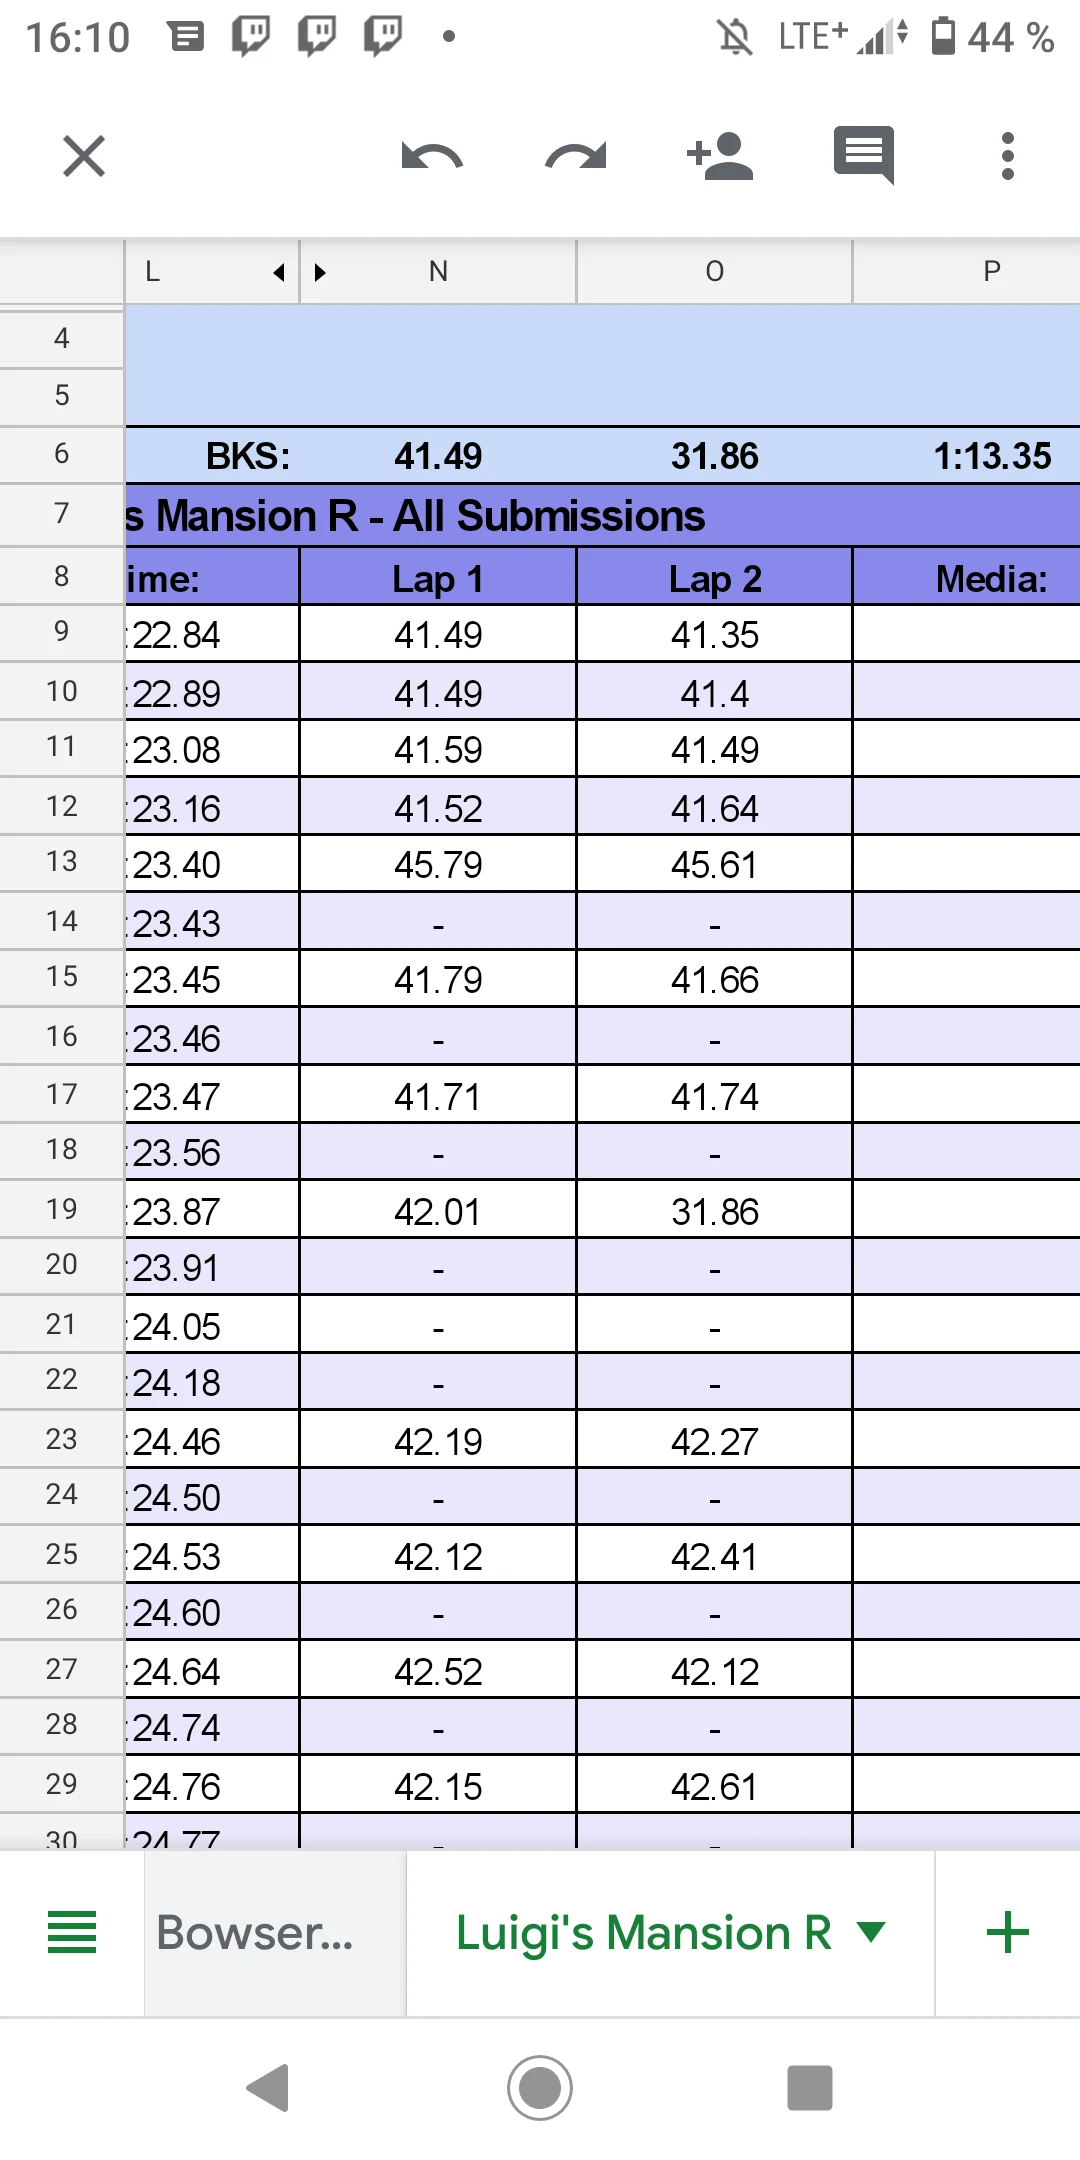 16:10 LTE+ 44 %
L N O P
4
5
6 BKS: 41.49 31.86 1:13.35
7 s Mansion R - All Submissions
8 ime: Lap 1 Lap 2 Media:
9 :22.84 41.49 41.35
10 :22.89 41.49 41.4
11 :23.08 41.59 41.49
12 :23.16 41.52 41.64
13 :23.40 45.79 45.61
14 :23.43 - -
15 :23.45 41.79 41.66
16 :23.46 - -
17 :23.47 41.71 41.74
18 :23.56 - -
19 :23.87 42.01 31.86
20 :23.91 - -
21 :24.05 - -
22 :24.18 - -
23 :24.46 42.19 42.27
24 :24.50 - -
25 :24.53 42.12 42.41
26 :24.60 - -
27 :24.64 42.52 42.12
28 :24.74 - -
29 :24.76 42.15 42.61
30 :24.77 - -
Bowser... Luigi's Mansion R